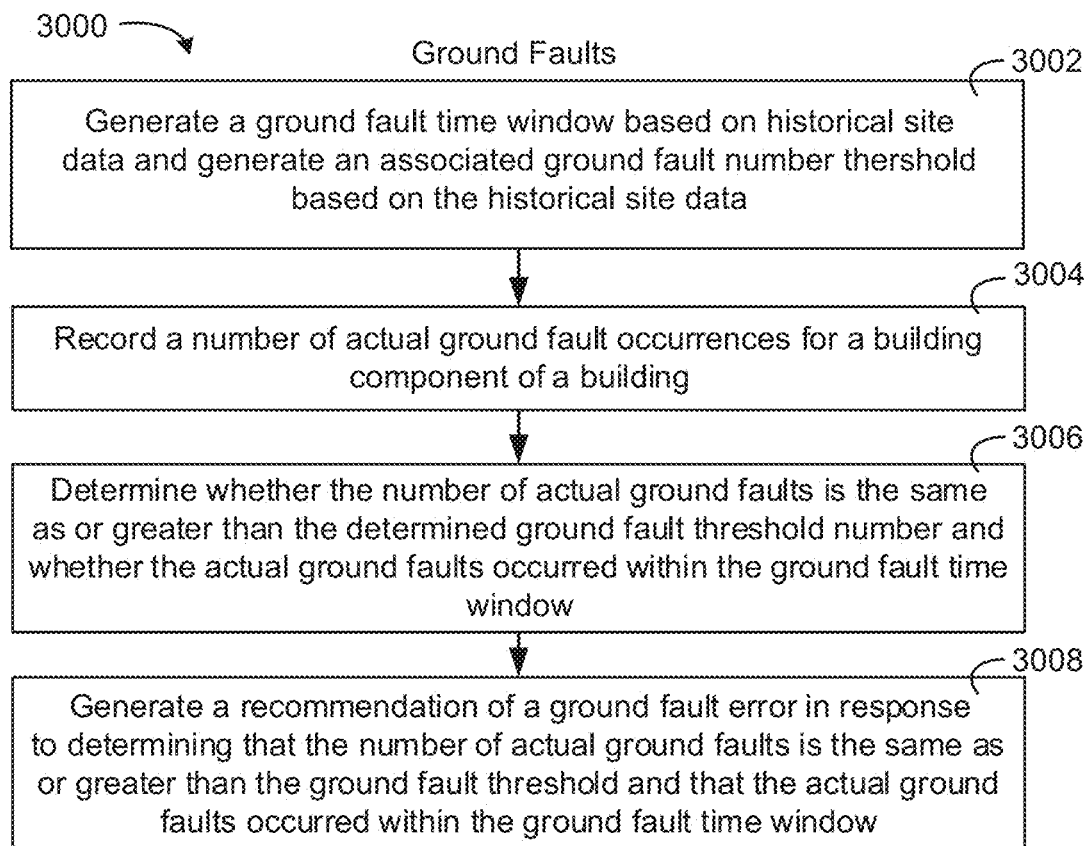 3000
Ground Faults
3002
Generate a ground fault time window based on historical site
data and generate an associated ground fault number thershold
based on the historical site data
3004
Record a number of actual ground fault occurrences for a building
component of a building
3006
Determine whether the number of actual ground faults is the same
as or greater than the determined ground fault threshold number and
whether the actual ground faults occurred within the ground fault time
window
3008
Generate a recommendation of a ground fault error in response
to determining that the number of actual ground faults is the same as
or greater than the ground fault threshold and that the actual ground
faults occurred within the ground fault time window